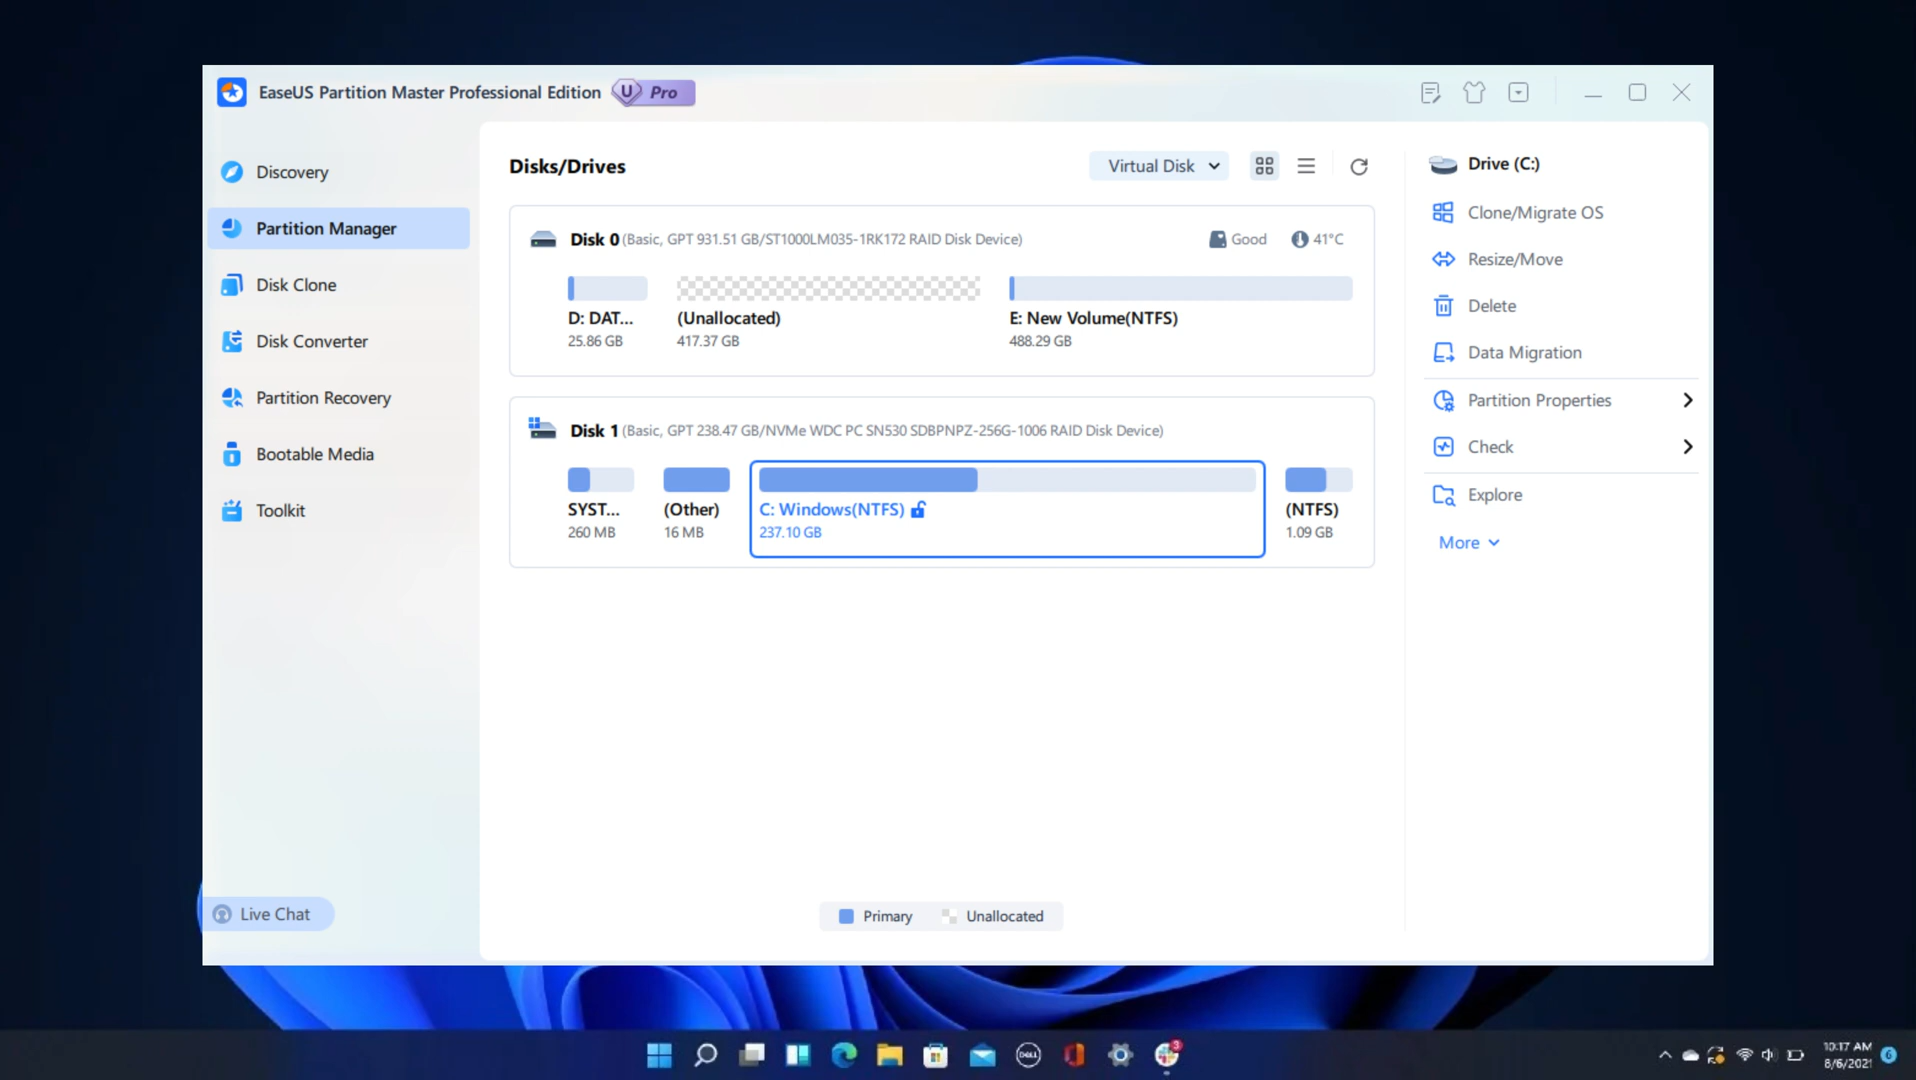 EaseUS Partition Master Professional Edition U Pro
Discovery
Partition Manager
Disk Clone
Disk Converter
Partition Recovery
Bootable Media
Toolkit
Live Chat
Disks/Drives
Virtual Disk
Disk 0 (Basic, GPT 931.51 GB/ST1000LM035-1RK172 RAID Disk Device)
Good
41°C
D: DAT...
25.86 GB
(Unallocated)
417.37 GB
E: New Volume(NTFS)
488.29 GB
Disk 1 (Basic, GPT 238.47 GB/NVMe WDC PC SN530 SDBPNPZ-256G-1006 RAID Disk Device)
SYST...
260 MB
(Other)
16 MB
C: Windows(NTFS)
237.10 GB
(NTFS)
1.09 GB
Primary
Unallocated
Drive (C:)
Clone/Migrate OS
Resize/Move
Delete
Data Migration
Partition Properties
Check
Explore
More
DELL
3
10:17 AM
8/6/2021
6